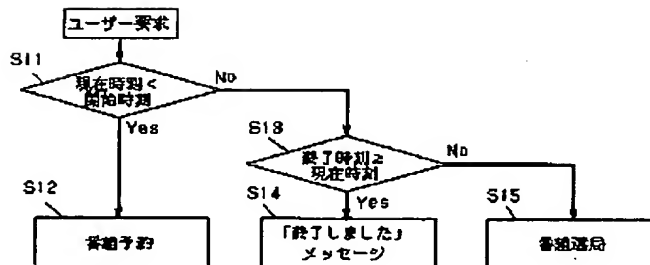 ユーザー要求
S11
現在時刻<
開始時刻
No
Yes
S13
終了時刻≥
現在時刻
No
Yes
S12
番組予約
S14
「終了しました」
メッセージ
S15
番組選局